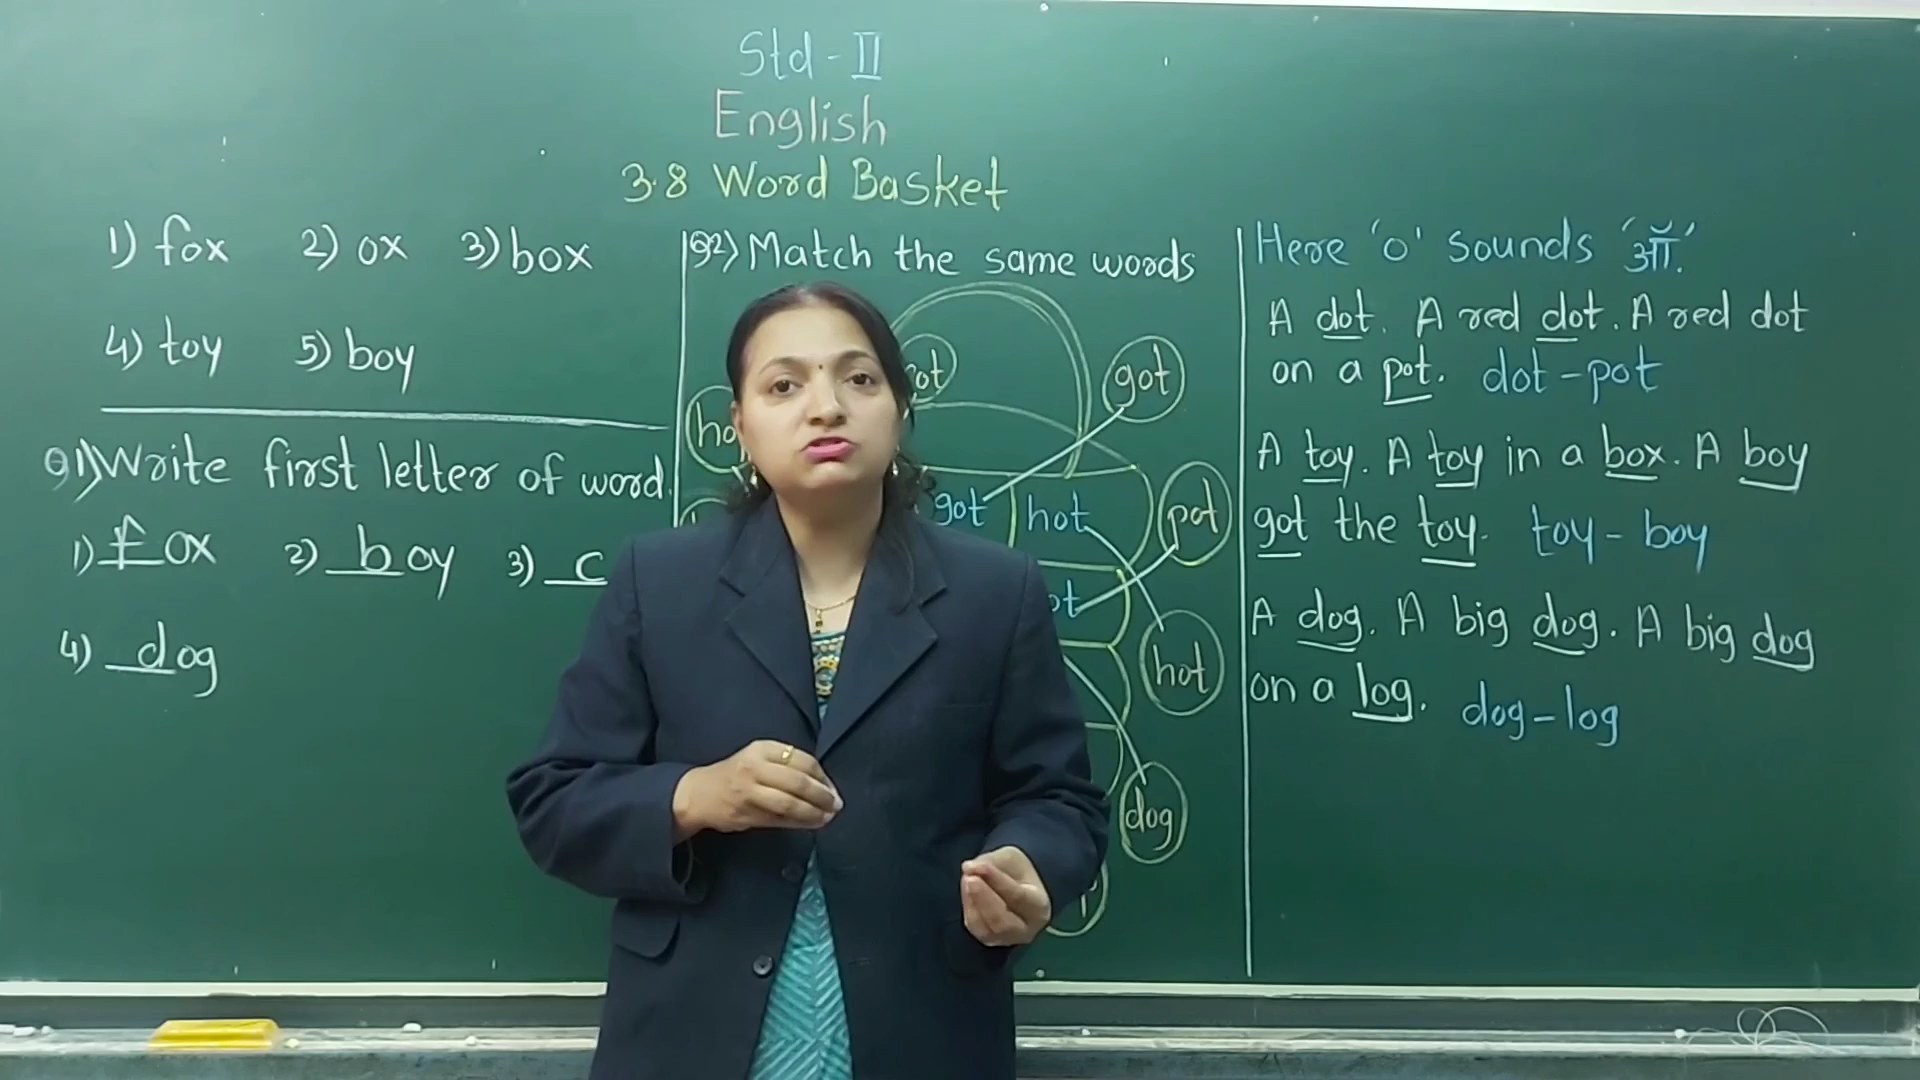 Std - II
English
3.8 Word Basket
1) fox 2) ox 3) box
4) toy 5) boy
Q1) Write first letter of word.
1) f ox 2) b oy 3) c
4) d og
Q2) Match the same words
got
got hot
pot
hot
dog
Here 'o' sounds 'ऑ'.
A dot. A red dot. A red dot
on a pot. dot - pot
A toy. A toy in a box. A boy
got the toy. toy - boy
A dog. A big dog. A big dog
on a log. dog - log